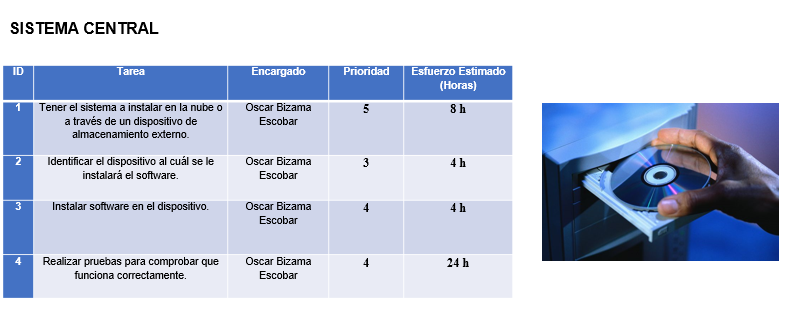 SISTEMA CENTRAL
ID Tarea Encargado Prioridad Esfuerzo Estimado
(Horas)
1 Tener el sistema a instalar en la nube o Oscar Bizama 5 8 h
a través de un dispositivo de Escobar
almacenamiento externo.
2 Identificar el dispositivo al cuál se le Oscar Bizama 3 4 h
instalará el software. Escobar
3 Instalar software en el dispositivo. Oscar Bizama 4 4 h
Escobar
4 Realizar pruebas para comprobar que Oscar Bizama 4 24 h
funciona correctamente. Escobar